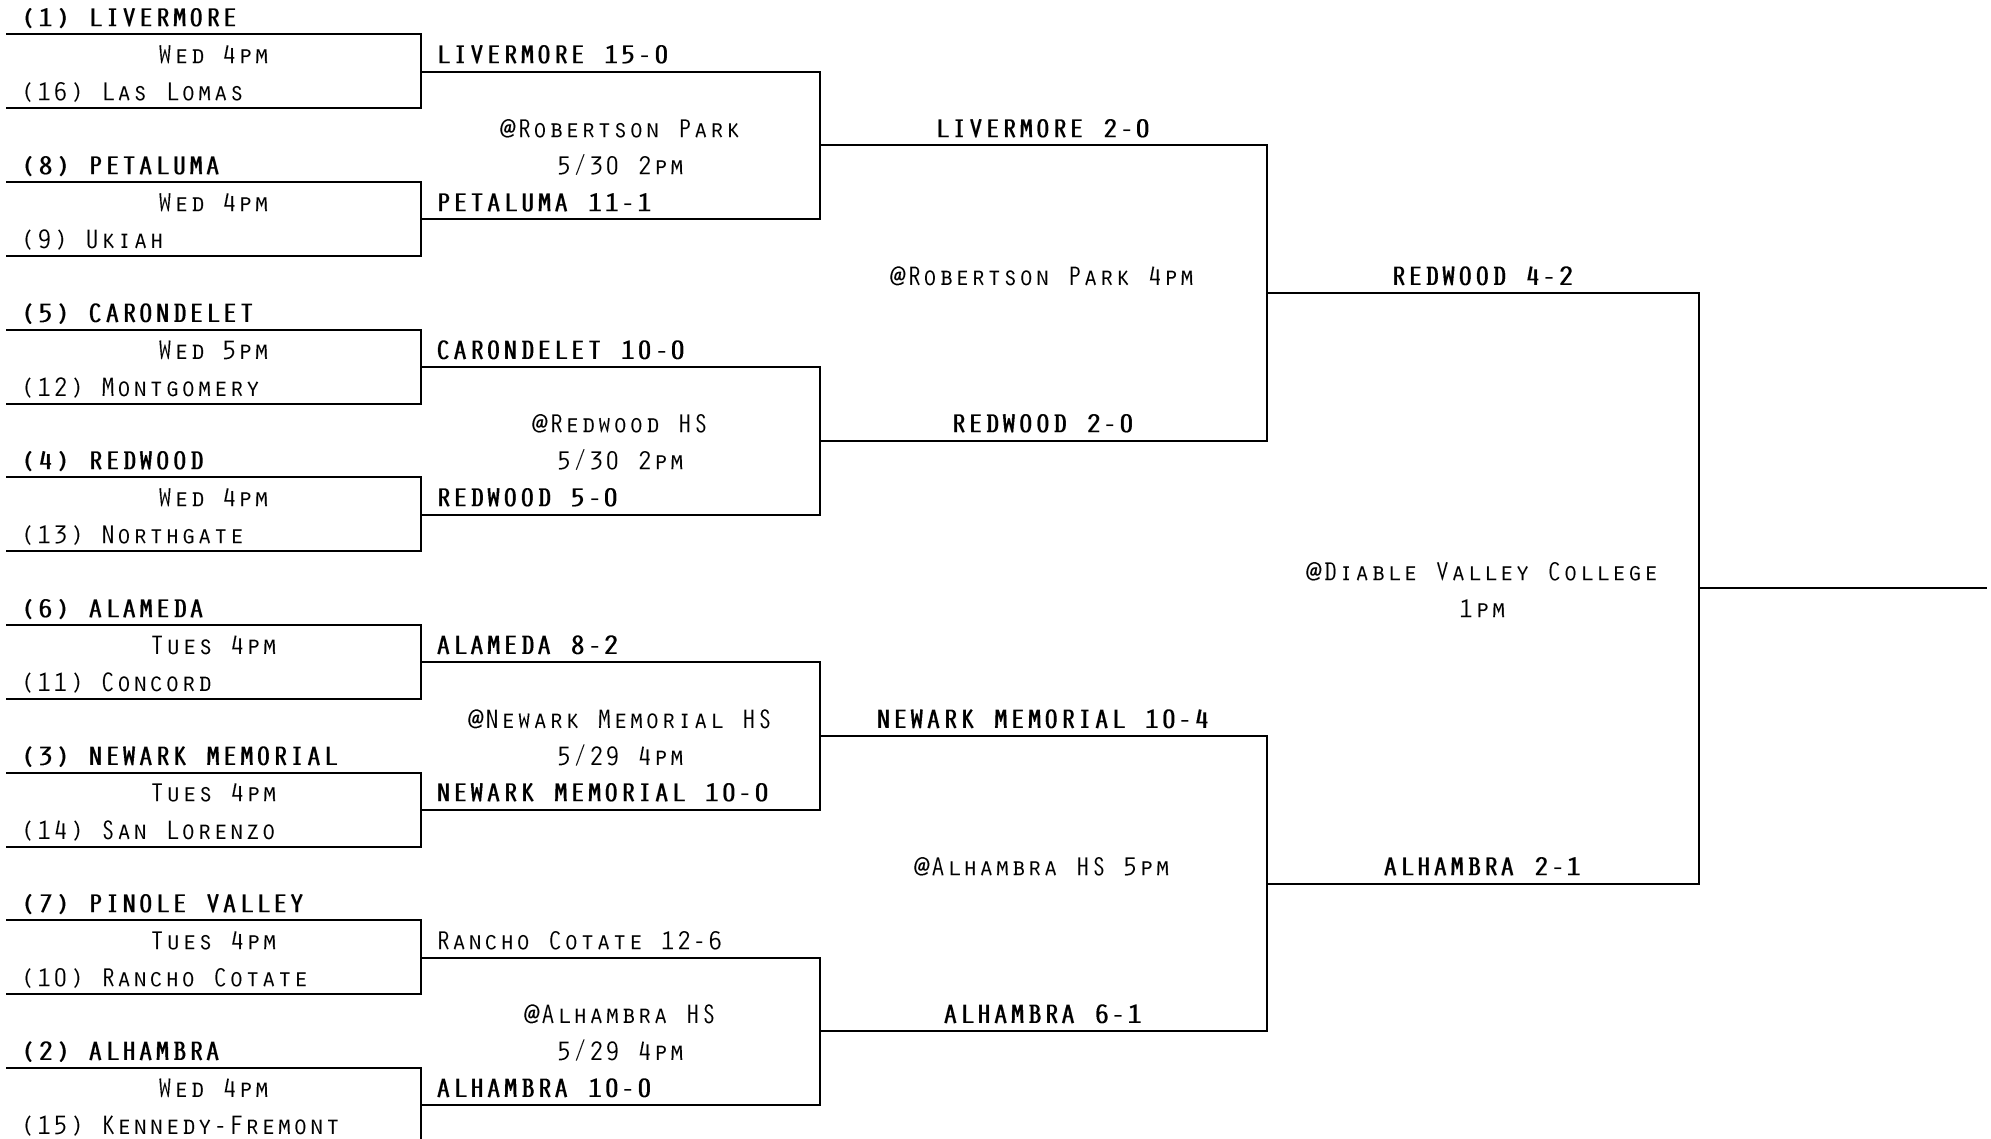 (1) LIVERMORE
Wed 4pm
(16) Las Lomas
(8) PETALUMA
Wed 4pm
(9) Ukiah
(5) CARONDELET
Wed 5pm
(12) Montgomery
(4) REDWOOD
Wed 4pm
(13) Northgate
(6) ALAMEDA
Tues 4pm
(11) Concord
(3) NEWARK MEMORIAL
Tues 4pm
(14) San Lorenzo
(7) PINOLE VALLEY
Tues 4pm
(10) Rancho Cotate
(2) ALHAMBRA
Wed 4pm
(15) Kennedy-Fremont
LIVERMORE 15-0
@Robertson Park
5/30 2pm
PETALUMA 11-1
CARONDELET 10-0
@Redwood HS
5/30 2pm
REDWOOD 5-0
ALAMEDA 8-2
@Newark Memorial HS
5/29 4pm
NEWARK MEMORIAL 10-0
Rancho Cotate 12-6
@Alhambra HS
5/29 4pm
ALHAMBRA 10-0
LIVERMORE 2-0
@Robertson Park 4pm
REDWOOD 2-0
NEWARK MEMORIAL 10-4
@Alhambra HS 5pm
ALHAMBRA 6-1
REDWOOD 4-2
@Diable Valley College
1pm
ALHAMBRA 2-1